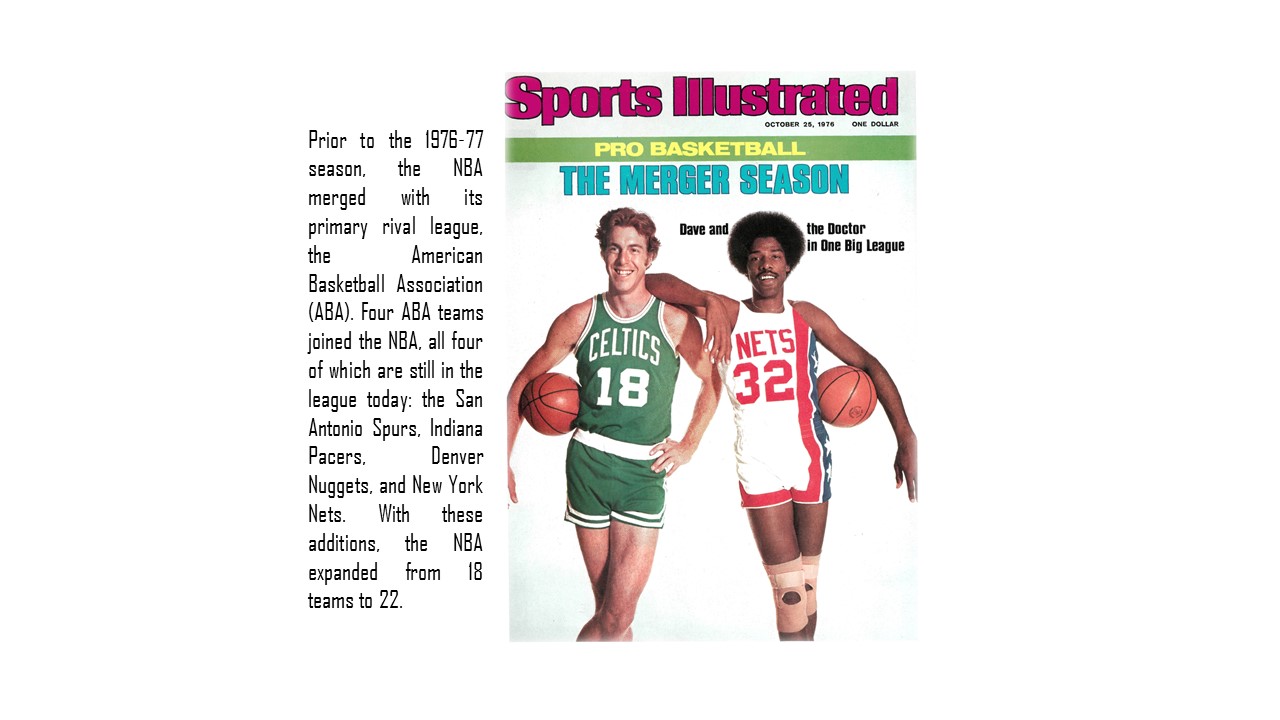 Prior to the 1976-77
season, the NBA
merged with its
primary rival league,
the American
Basketball Association
(ABA). Four ABA teams
joined the NBA, all four
of which are still in the
league today: the San
Antonio Spurs, Indiana
Pacers, Denver
Nuggets, and New York
Nets. With these
additions, the NBA
expanded from 18
teams to 22.
Sports Illustrated
OCTOBER 25, 1976 ONE DOLLAR
PRO BASKETBALL
THE MERGER SEASON
Dave and the Doctor
in One Big League
CELTICS
18
NETS
32